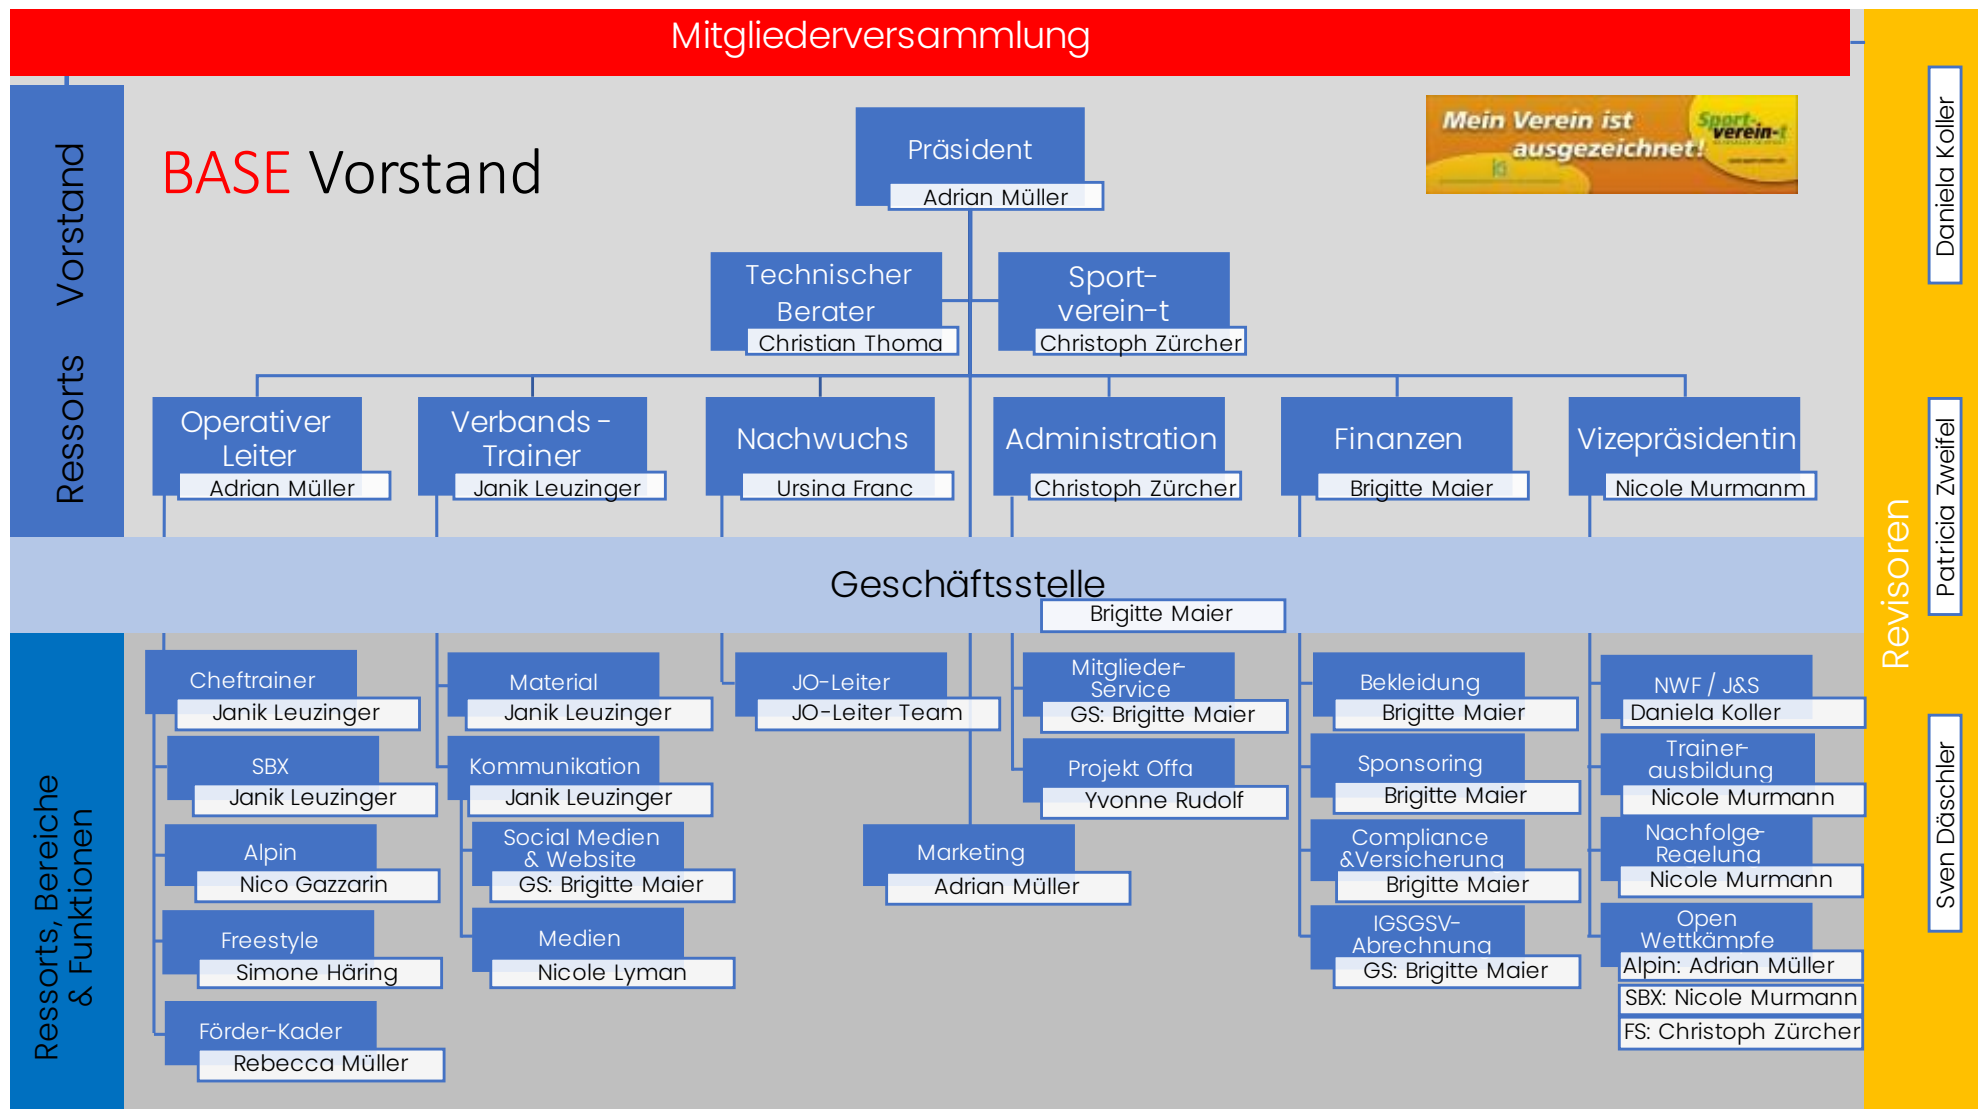 Mitgliederversammlung
BASE Vorstand
Mein Verein ist
ausgezeichnet!
Sport-
verein-t
Vorstand
Ressorts
Präsident
Adrian Müller
Technischer
Berater
Christian Thoma
Sport-
verein-t
Christoph Zürcher
Operativer
Leiter
Adrian Müller
Verbands -
Trainer
Janik Leuzinger
Nachwuchs
Ursina Franc
Administration
Christoph Zürcher
Finanzen
Brigitte Maier
Vizepräsidentin
Nicole Murmanm
Geschäftsstelle
Brigitte Maier
Ressorts, Bereiche
& Funktionen
Cheftrainer
Janik Leuzinger
SBX
Janik Leuzinger
Alpin
Nico Gazzarin
Freestyle
Simone Häring
Förder-Kader
Rebecca Müller
Material
Janik Leuzinger
Kommunikation
Janik Leuzinger
Social Medien
& Website
GS: Brigitte Maier
Medien
Nicole Lyman
JO-Leiter
JO-Leiter Team
Marketing
Adrian Müller
Mitglieder-
Service
GS: Brigitte Maier
Projekt Offa
Yvonne Rudolf
Bekleidung
Brigitte Maier
Sponsoring
Brigitte Maier
Compliance
&Versicherung
Brigitte Maier
IGSGSV-
Abrechnung
GS: Brigitte Maier
NWF / J&S
Daniela Koller
Trainer-
ausbildung
Nicole Murmann
Nachfolge-
Regelung
Nicole Murmann
Open
Wettkämpfe
Alpin: Adrian Müller
SBX: Nicole Murmann
FS: Christoph Zürcher
Revisoren
Daniela Koller
Patricia Zweifel
Sven Däschler